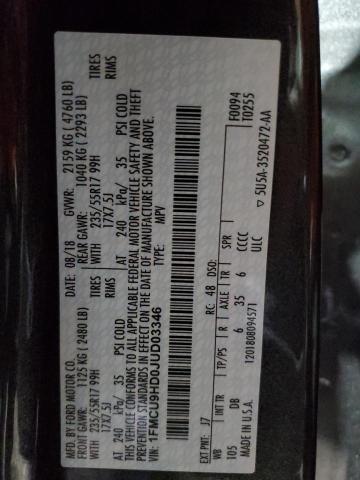 MFD. BY FORD MOTOR CO.
DATE: 08/18 GVWR: 2159 KG ( 4760 LB)
FRONT GAWR: 1125 KG ( 2480 LB) REAR GAWR: 1040 KG ( 2293 LB)
235/55R17 99H TIRES WITH 235/55R17 99H TIRES
17X7.5J RIMS 17X7.5J RIMS
AT 240 kPa/ 35 PSI COLD AT 240 kPa/ 35 PSI COLD
THIS VEHICLE CONFORMS TO ALL APPLICABLE FEDERAL MOTOR VEHICLE SAFETY AND THEFT
PREVENTION STANDARDS IN EFFECT ON THE DATE OF MANUFACTURE SHOWN ABOVE.
VIN: 1FMCU9HD0JUD03346 TYPE: MPV
F0094
T0255
EXT PNT: J7 RC: 48 DSO:
WB INT TR TP/PS R AXLE TR SPR
105 DB 6 35 6 CCCC
MADE IN U.S.A. ULC
1201808094571
▽ 5U5A-3520472-AA